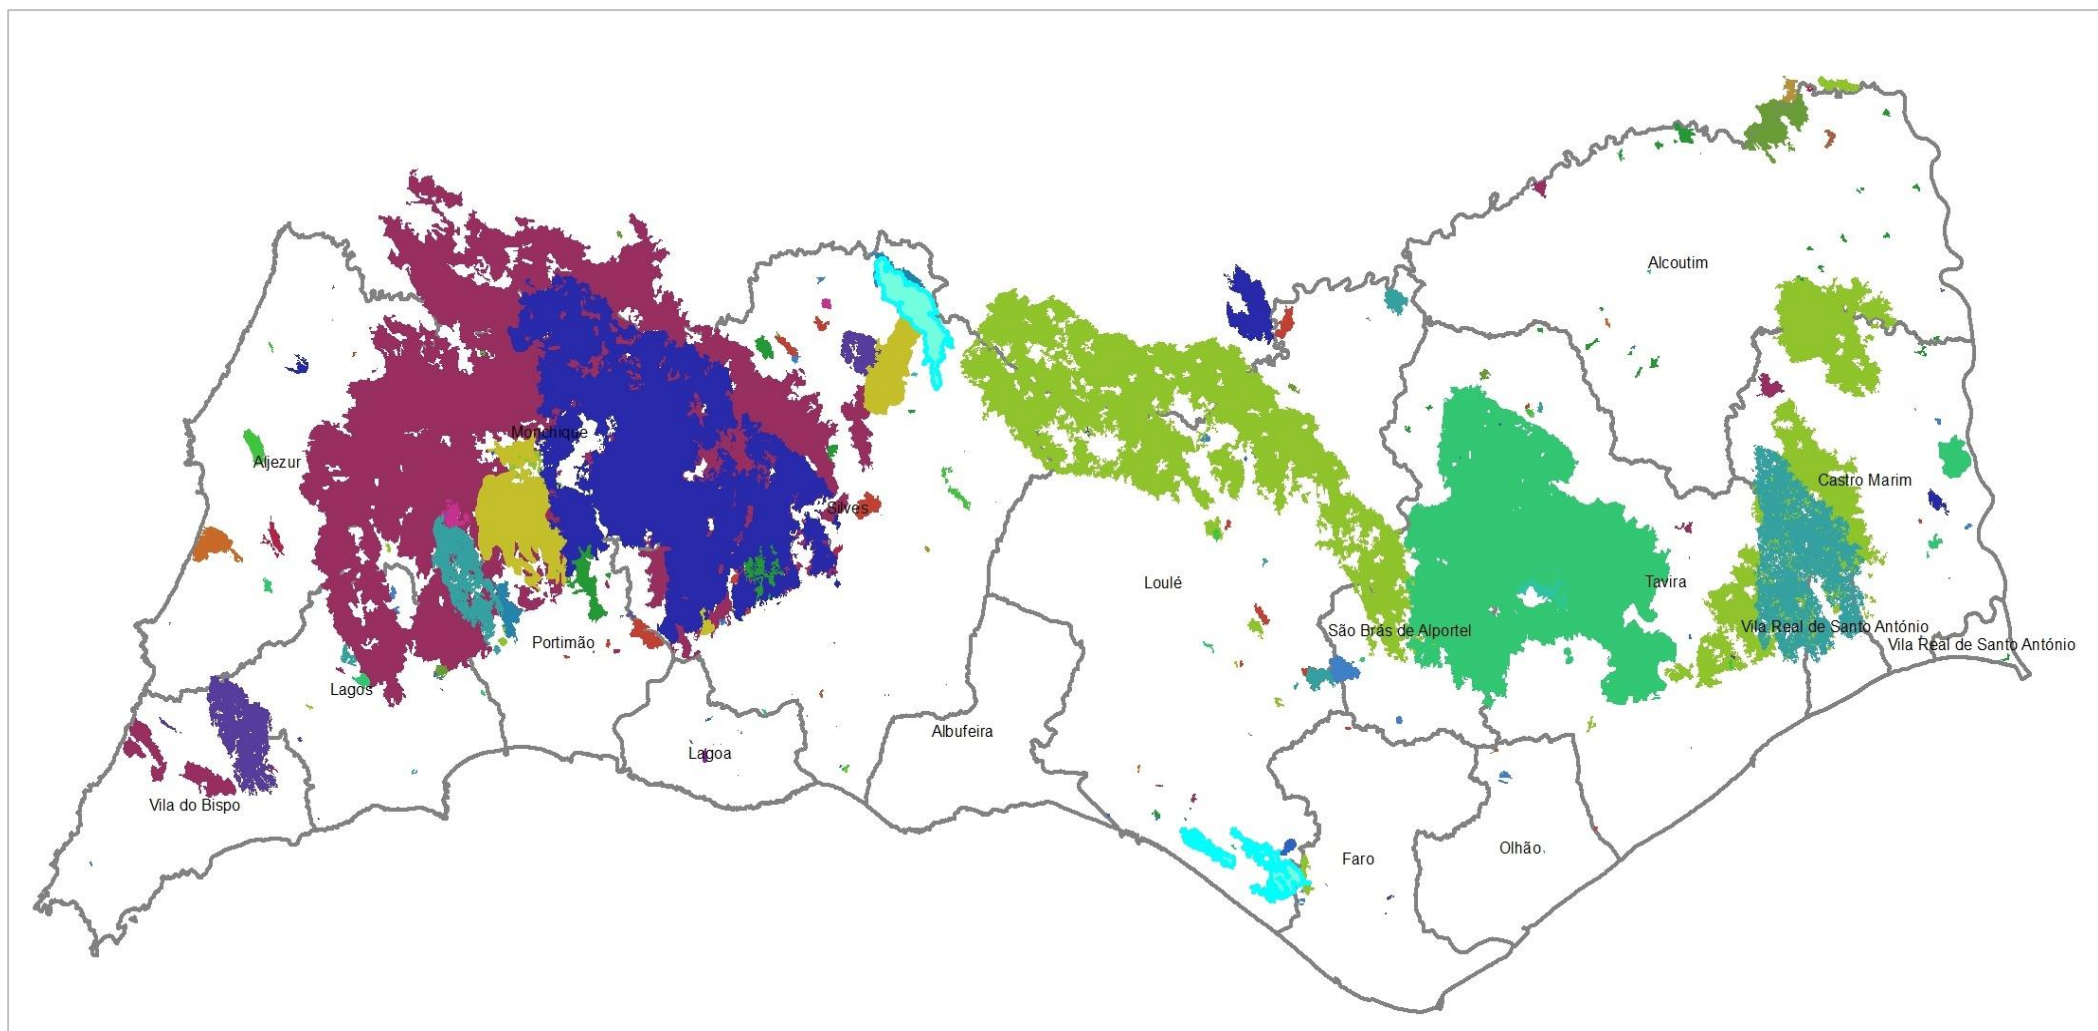 Alcoutim
Monchique
Aljezur
Castro Marim
Silves
Loulé
Tavira
Vila Real de Santo António
São Brás de Alportel
Portimão
Vila Real de Santo António
Lagos
Albufeira
Lagoa
Vila do Bispo
Olhão
Faro